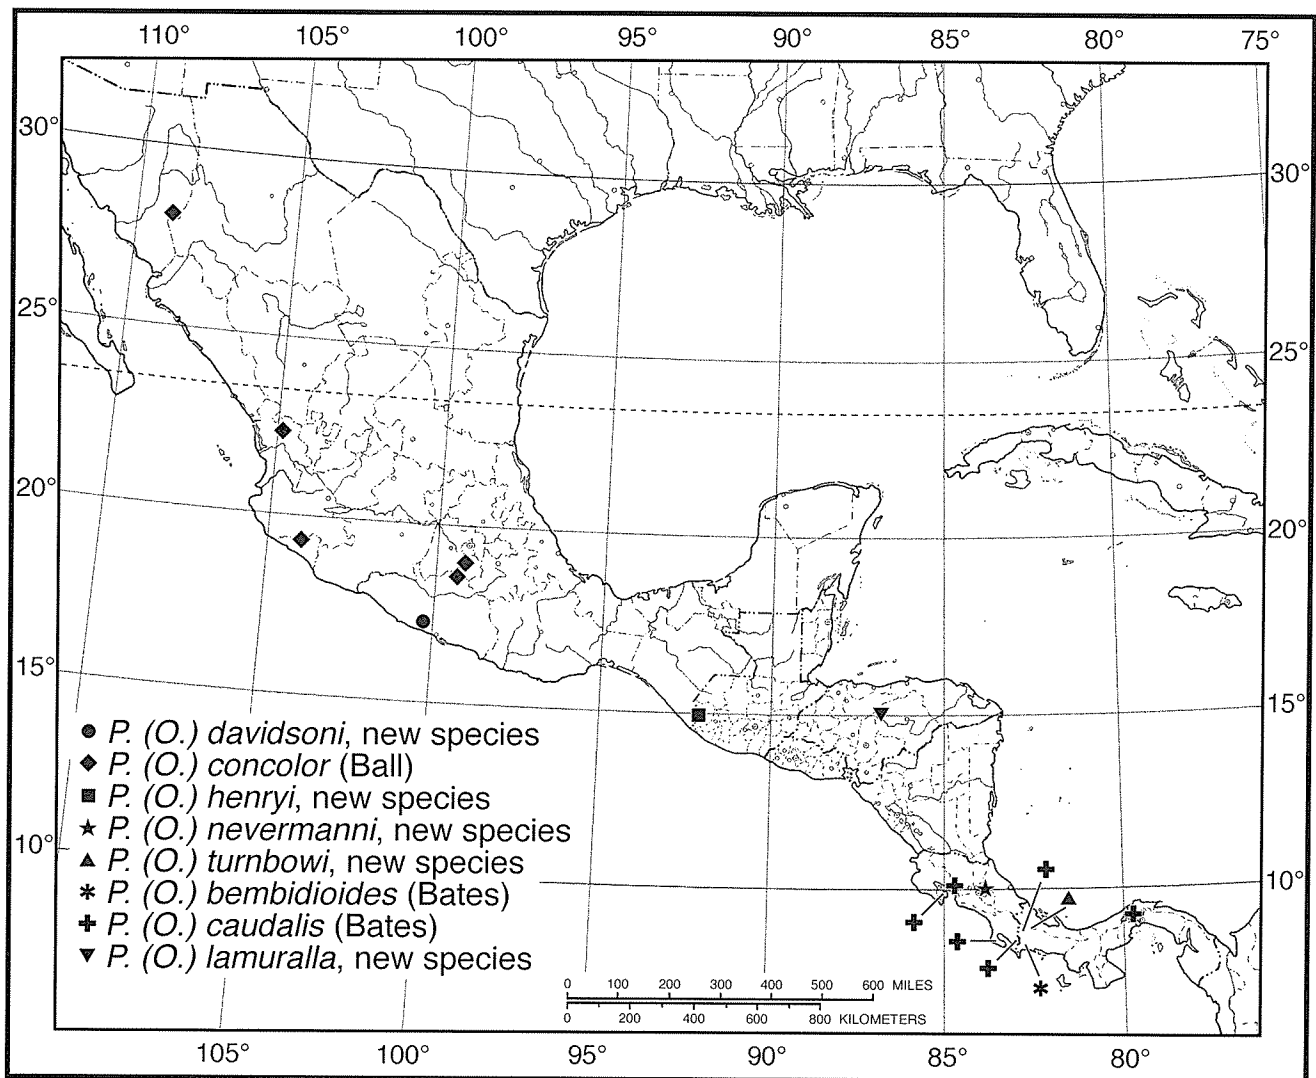 110° 105° 100° 95° 90° 85° 80° 75°
30° 30°
25° 25°
20° 20°
15° 15°
10° 10°
P. (O.) davidsoni, new species
P. (O.) concolor (Ball)
P. (O.) henryi, new species
P. (O.) nevermanni, new species
P. (O.) turnbowi, new species
P. (O.) bembidioides (Bates)
P. (O.) caudalis (Bates)
P. (O.) lamuralla, new species
0 100 200 300 400 500 600 MILES
0 200 400 600 800 KILOMETERS
105° 100° 95° 90° 85° 80°